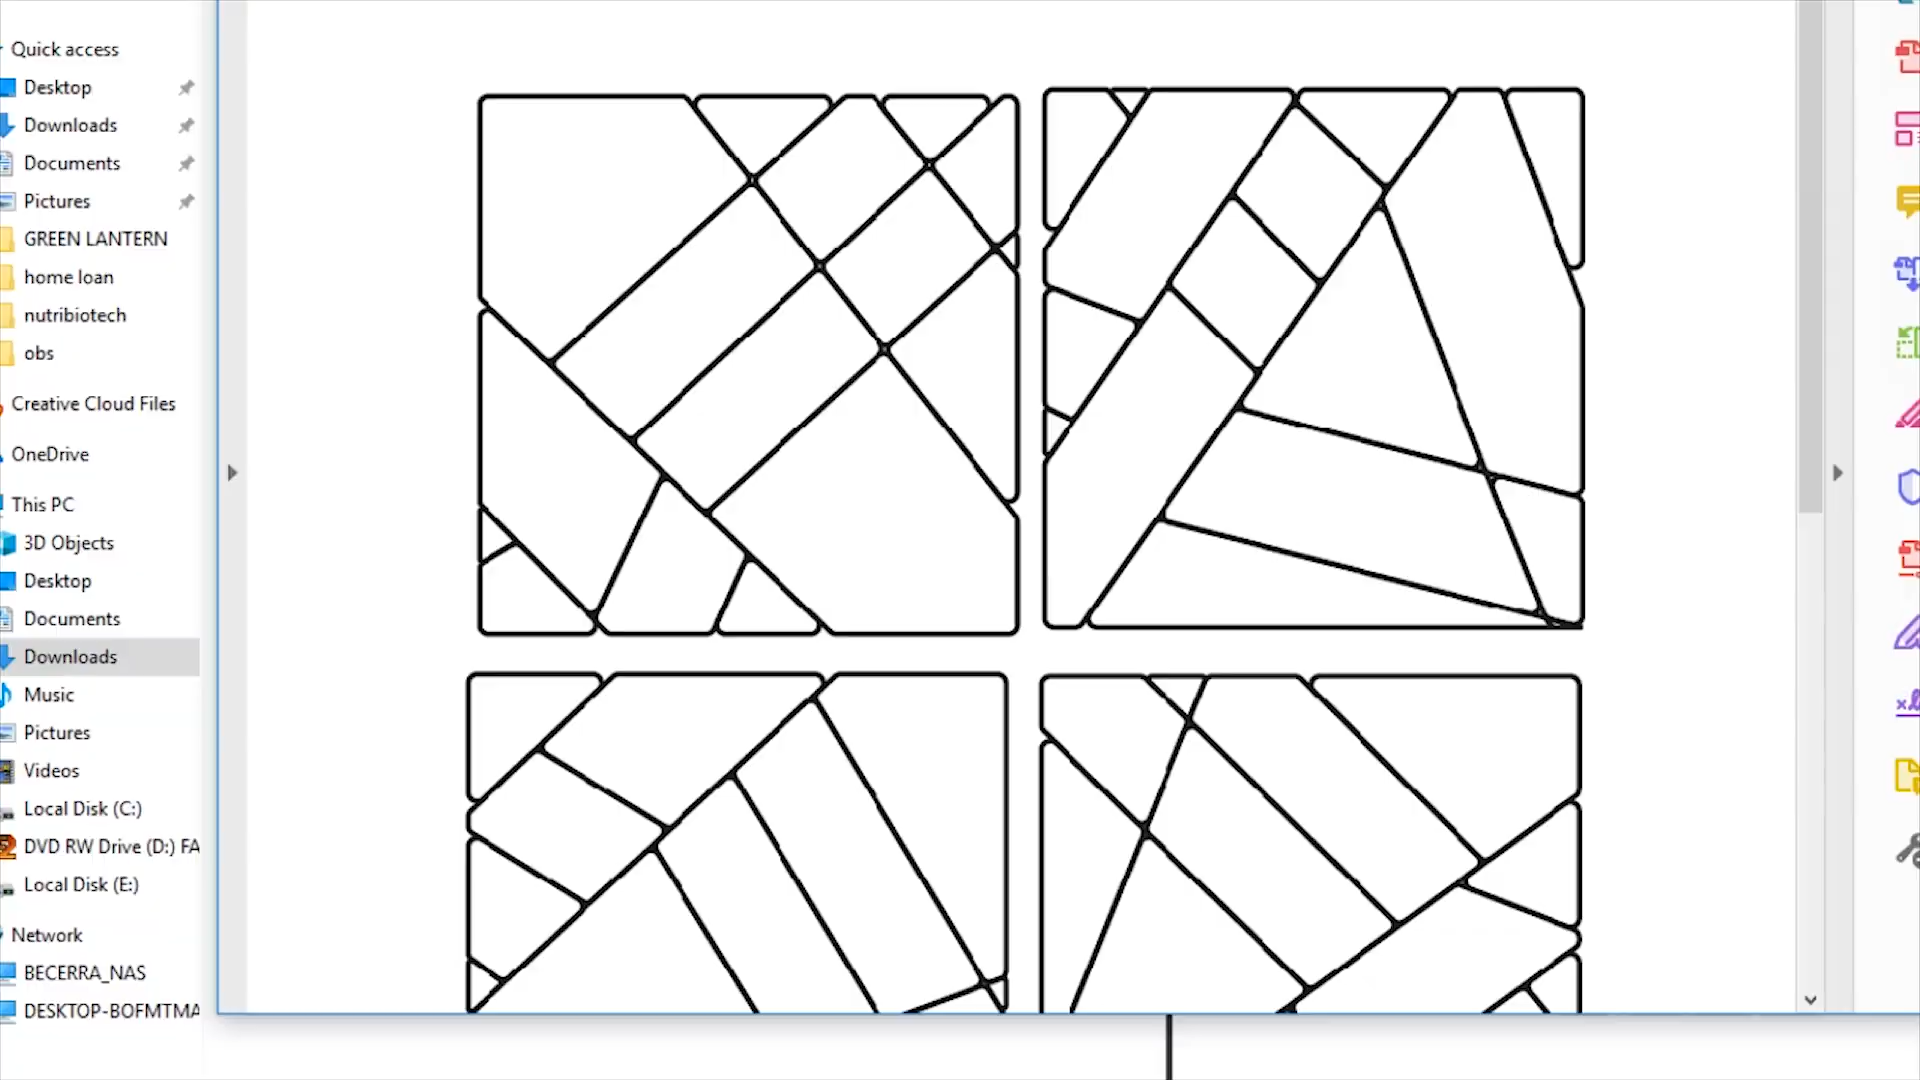 Quick access
Desktop
Downloads
Documents
Pictures
GREEN LANTERN
home loan
nutribiotech
obs
Creative Cloud Files
OneDrive
This PC
3D Objects
Desktop
Documents
Downloads
Music
Pictures
Videos
Local Disk (C:)
DVD RW Drive (D:) FA
Local Disk (E:)
Network
BECERRA_NAS
DESKTOP-BOFMTMA